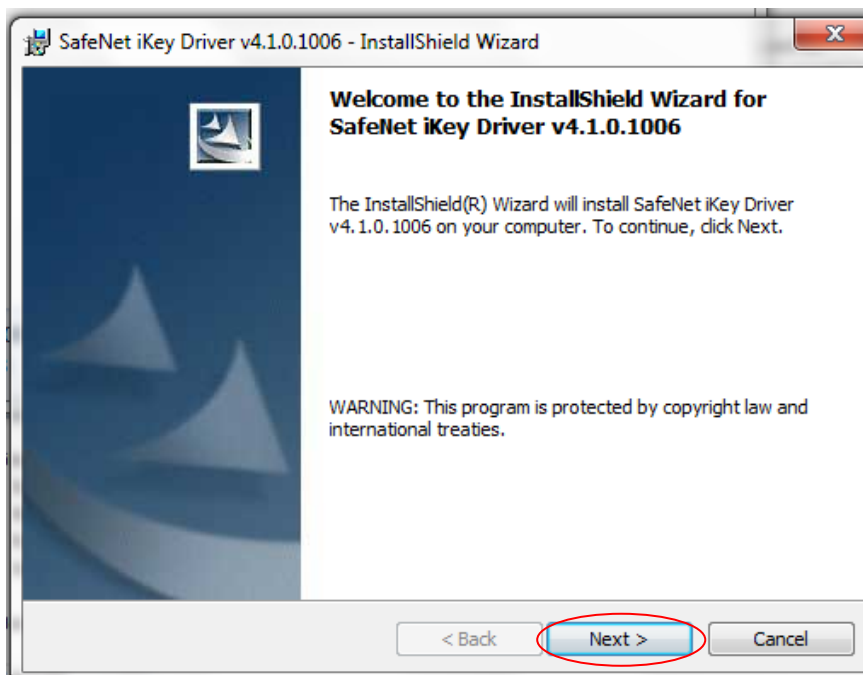 SafeNet iKey Driver v4.1.0.1006 - InstallShield Wizard
Welcome to the InstallShield Wizard for
SafeNet iKey Driver v4.1.0.1006
The InstallShield(R) Wizard will install SafeNet iKey Driver
v4.1.0.1006 on your computer. To continue, click Next.
WARNING: This program is protected by copyright law and
international treaties.
< Back Next > Cancel